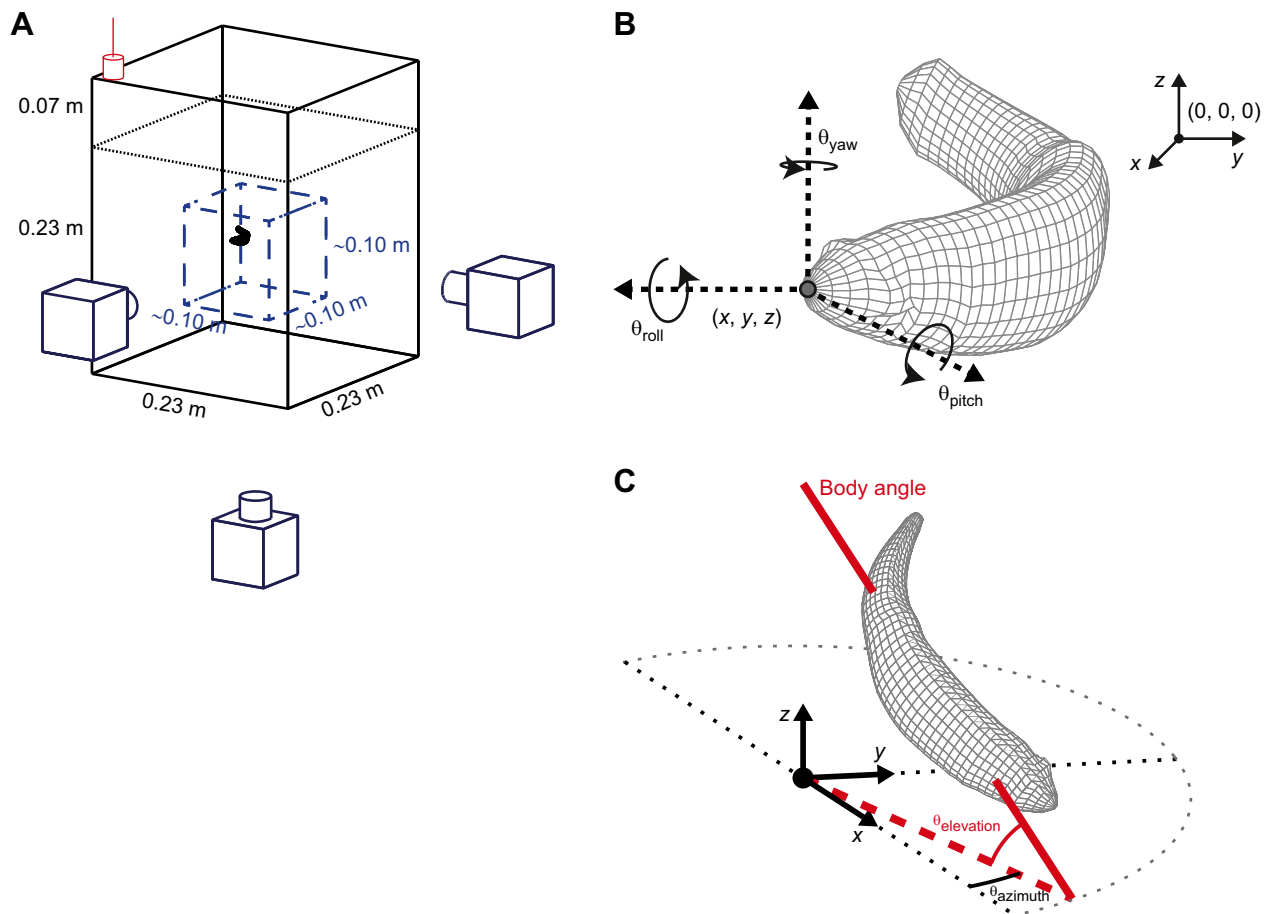 A
0.07 m
0.23 m
~0.10 m
~0.10 m
~0.10 m
0.23 m
0.23 m
B
θyaw
θroll
(x, y, z)
θpitch
z
(0, 0, 0)
x
y
C
Body angle
z
y
x
θelevation
θazimuth